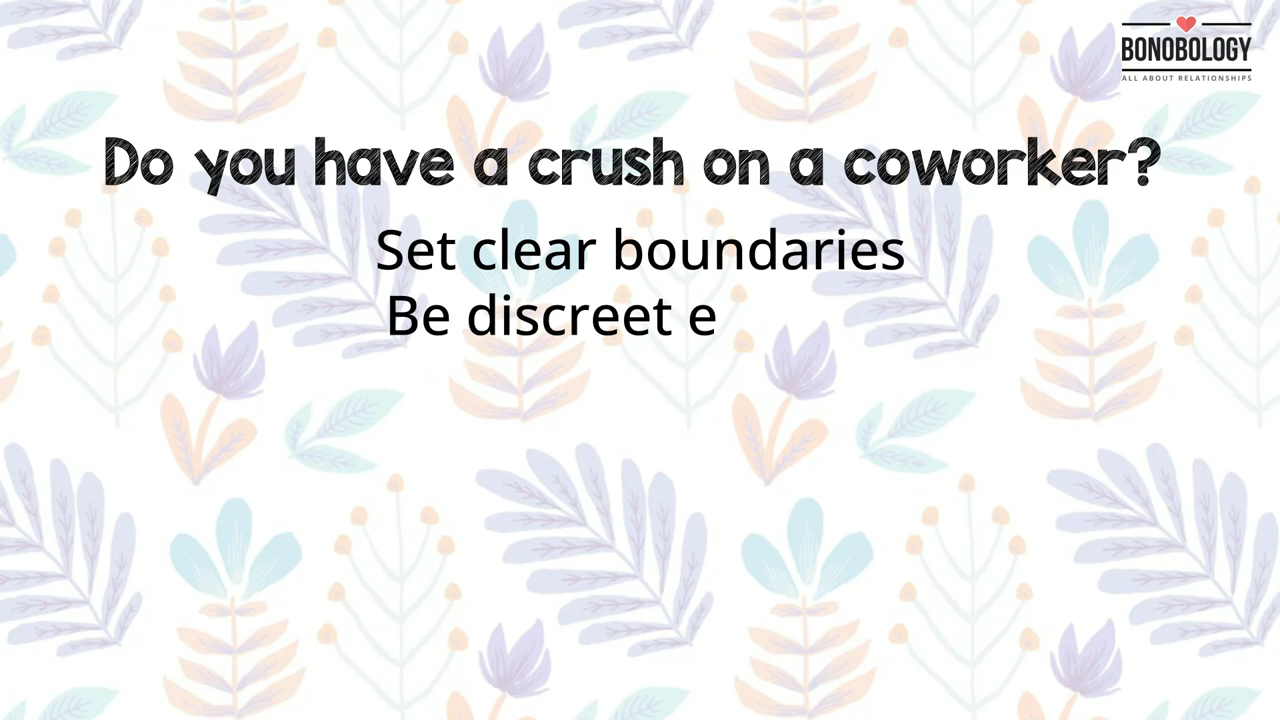 BONOBOLOGY
ALL ABOUT RELATIONSHIPS
Do you have a crush on a coworker?
Set clear boundaries
Be discreet e